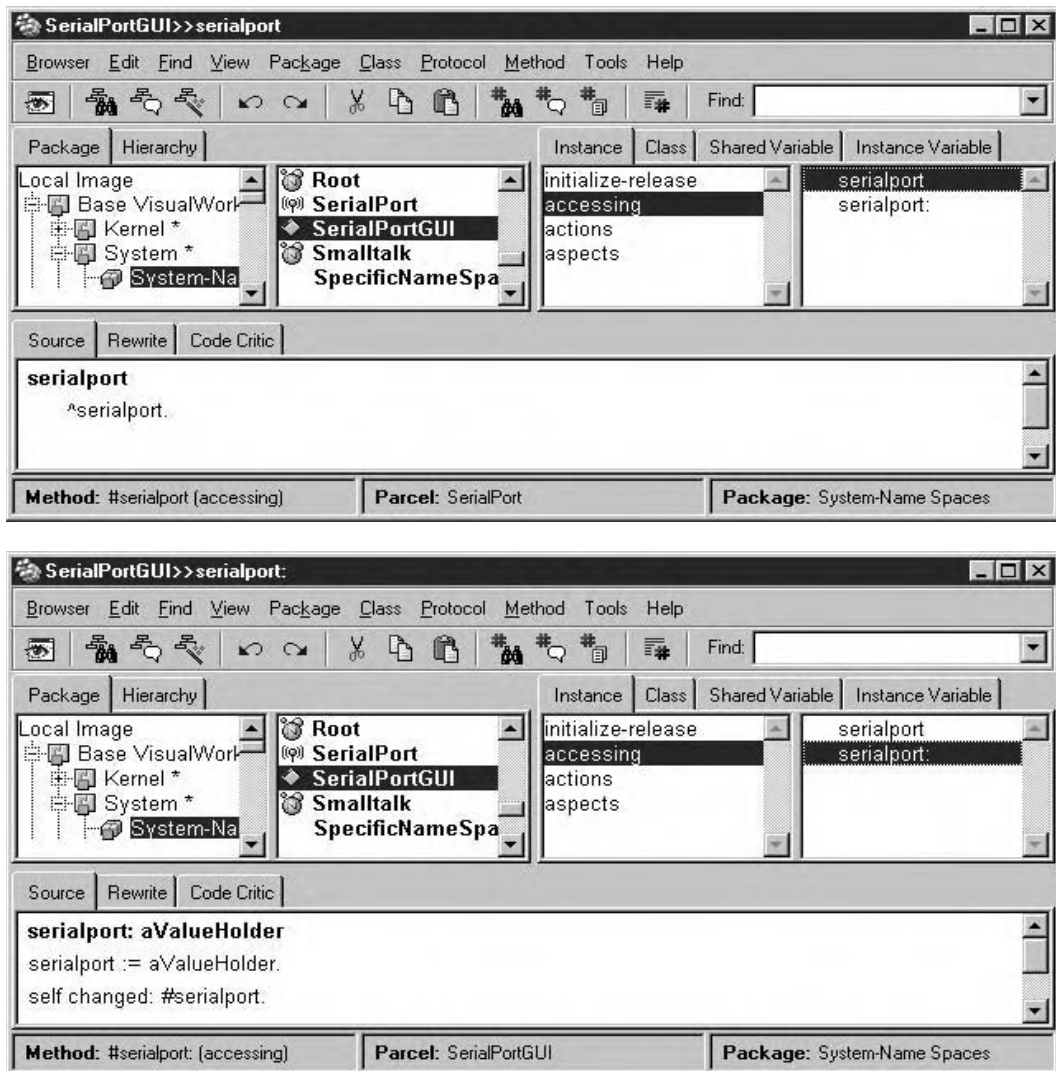 SerialPortGUI>>serialport
Browser Edit Find View Package Class Protocol Method Tools Help
Find:
Package Hierarchy Instance Class Shared Variable Instance Variable
Local Image Root initialize-release serialport
Base VisualWork SerialPort accessing serialport:
Kernel * SerialPortGUI actions
System * Smalltalk aspects
System-Na SpecificNameSpa
Source Rewrite Code Critic
serialport
^serialport.
Method: #serialport (accessing) Parcel: SerialPort Package: System-Name Spaces
SerialPortGUI>>serialport:
Browser Edit Find View Package Class Protocol Method Tools Help
Find:
Package Hierarchy Instance Class Shared Variable Instance Variable
Local Image Root initialize-release serialport
Base VisualWork SerialPort accessing serialport:
Kernel * SerialPortGUI actions
System * Smalltalk aspects
System-Na SpecificNameSpa
Source Rewrite Code Critic
serialport: aValueHolder
serialport := aValueHolder.
self changed: #serialport.
Method: #serialport: (accessing) Parcel: SerialPortGUI Package: System-Name Spaces